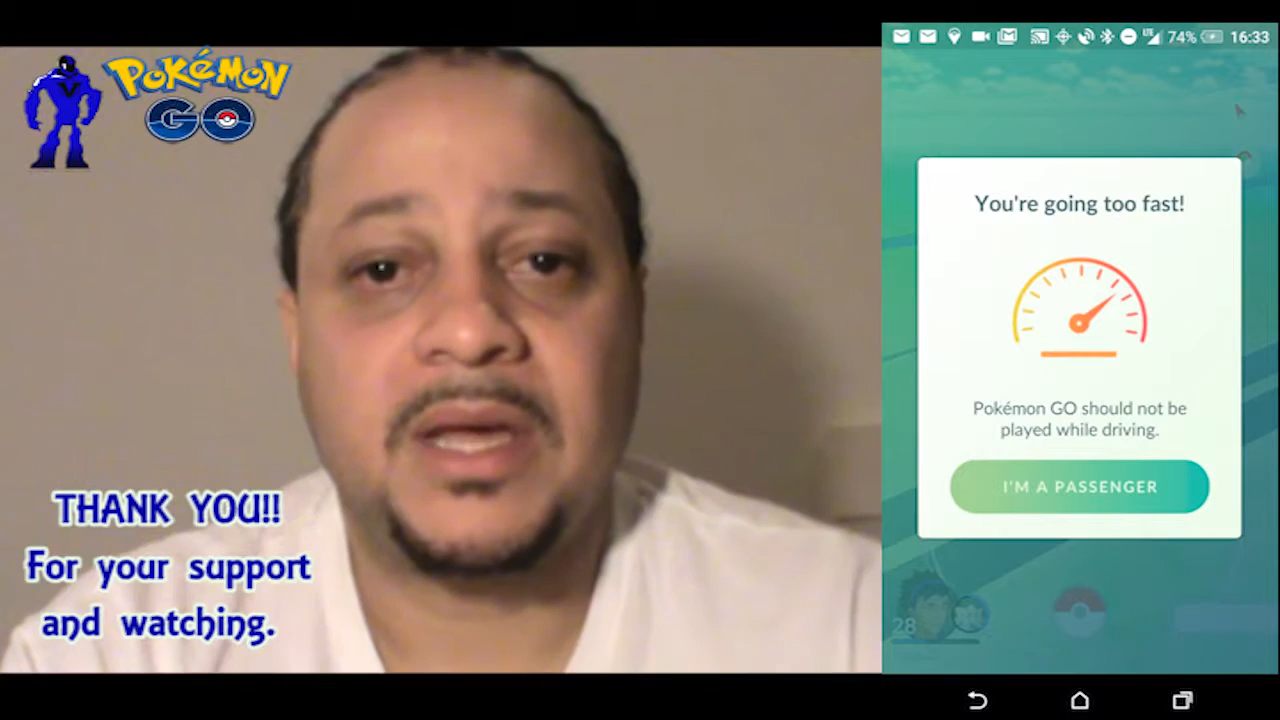 POKéMON
GO
THANK YOU!!
For your support
and watching.
LTE 74% 16:33
You're going too fast!
Pokémon GO should not be
played while driving.
I'M A PASSENGER
28